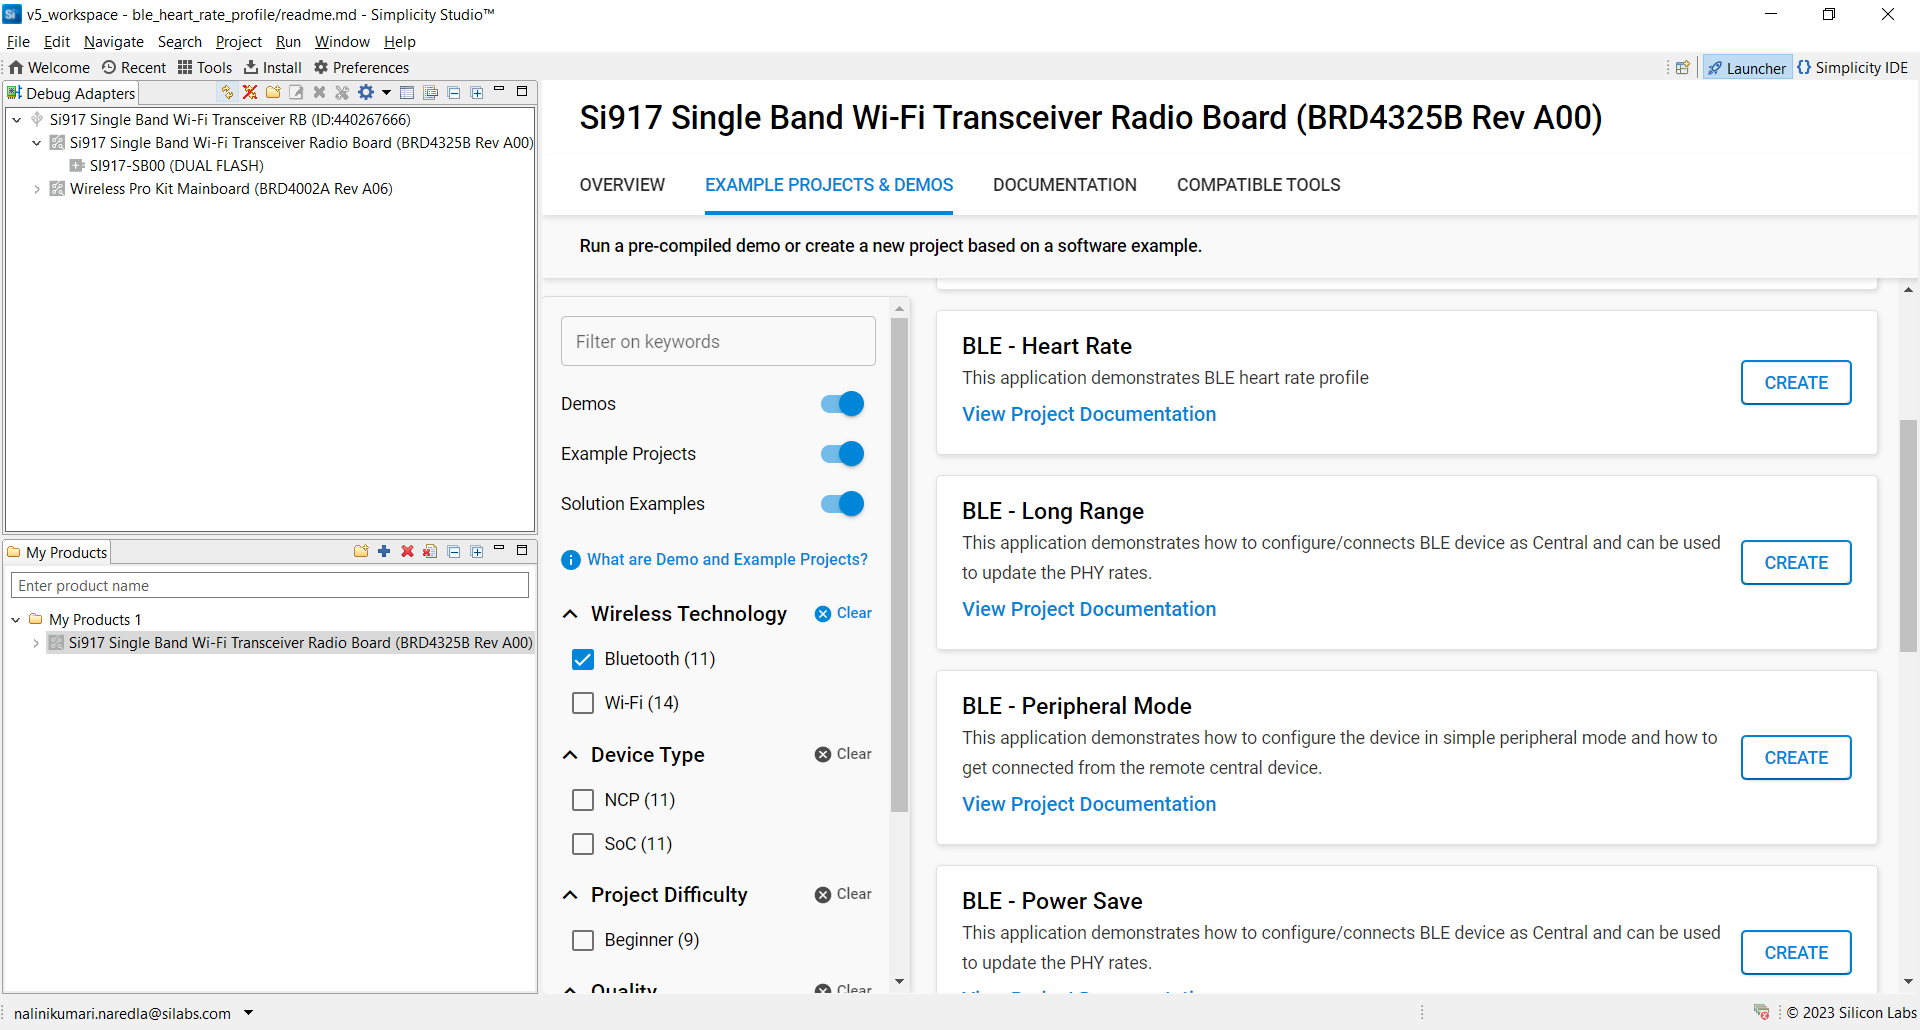 v5_workspace - ble_heart_rate_profile/readme.md - Simplicity Studio™
File Edit Navigate Search Project Run Window Help
Welcome Recent Tools Install Preferences
Launcher Simplicity IDE
Debug Adapters
Si917 Single Band Wi-Fi Transceiver RB (ID:440267666)
Si917 Single Band Wi-Fi Transceiver Radio Board (BRD4325B Rev A00)
SI917-SB00 (DUAL FLASH)
Wireless Pro Kit Mainboard (BRD4002A Rev A06)
My Products
Enter product name
My Products 1
Si917 Single Band Wi-Fi Transceiver Radio Board (BRD4325B Rev A00)
Si917 Single Band Wi-Fi Transceiver Radio Board (BRD4325B Rev A00)
OVERVIEW EXAMPLE PROJECTS & DEMOS DOCUMENTATION COMPATIBLE TOOLS
Run a pre-compiled demo or create a new project based on a software example.
Filter on keywords
Demos
Example Projects
Solution Examples
What are Demo and Example Projects?
Wireless Technology Clear
Bluetooth (11)
Wi-Fi (14)
Device Type Clear
NCP (11)
SoC (11)
Project Difficulty Clear
Beginner (9)
Quality Clear
BLE - Heart Rate
This application demonstrates BLE heart rate profile
View Project Documentation
CREATE
BLE - Long Range
This application demonstrates how to configure/connects BLE device as Central and can be used
to update the PHY rates.
View Project Documentation
CREATE
BLE - Peripheral Mode
This application demonstrates how to configure the device in simple peripheral mode and how to
get connected from the remote central device.
View Project Documentation
CREATE
BLE - Power Save
This application demonstrates how to configure/connects BLE device as Central and can be used
to update the PHY rates.
CREATE
nalinikumari.naredla@silabs.com
© 2023 Silicon Labs